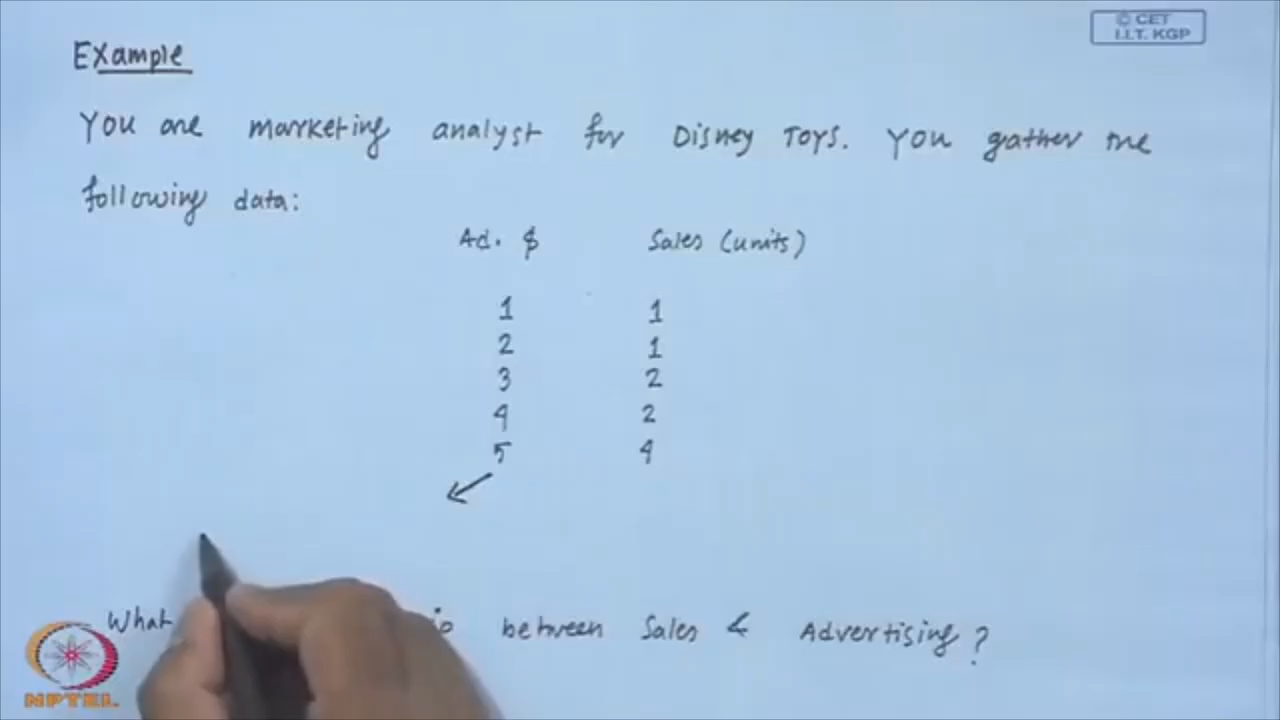 © CET
I.I.T. KGP
Example
You are marketing analyst for Disney Toys. You gather the
following data:
Ad. $ Sales (units)
1 1
2 1
3 2
4 2
5 4
What between Sales & Advertising?
NPTEL